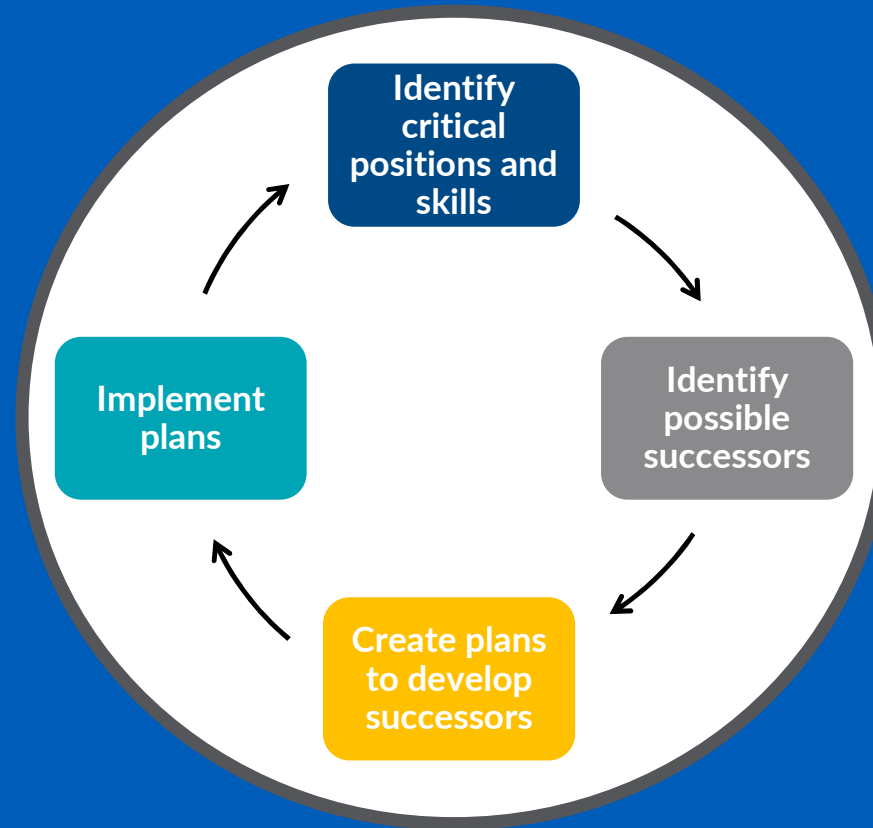 Identify
critical
positions and
skills
Identify
possible
successors
Create plans
to develop
successors
Implement
plans